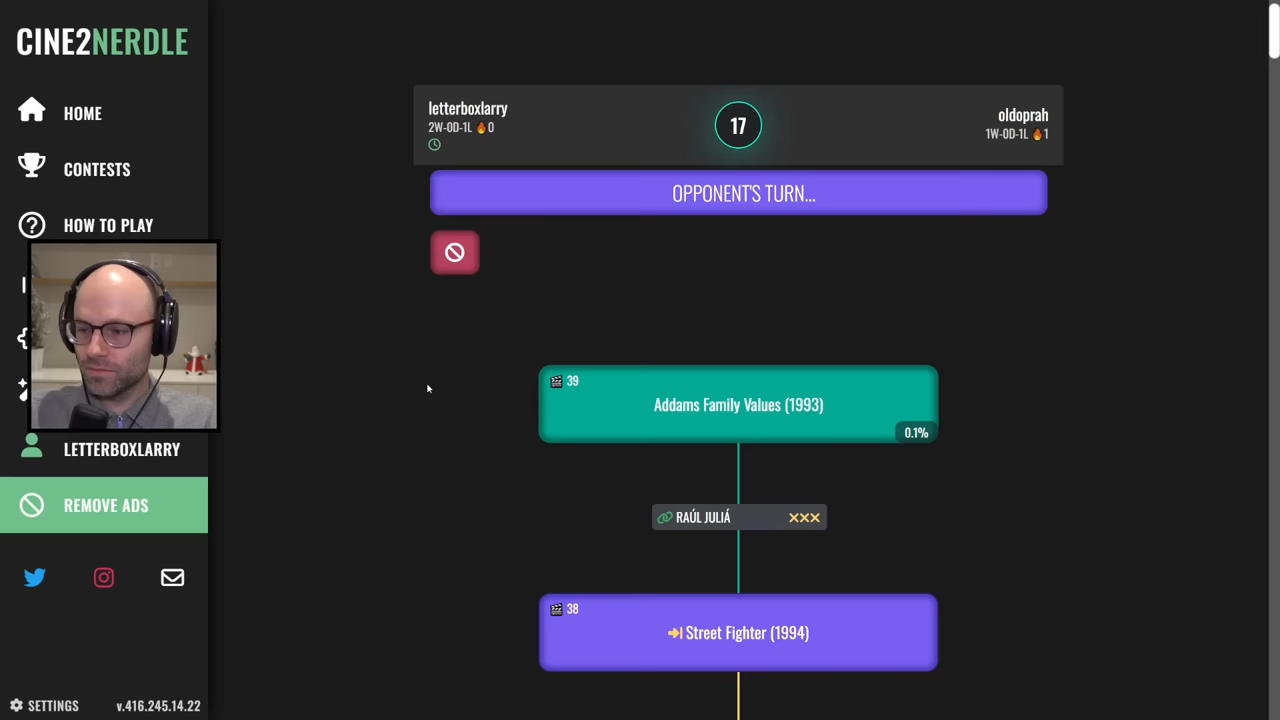 CINE2NERDLE
HOME
CONTESTS
HOW TO PLAY
LETTERBOXLARRY
REMOVE ADS
SETTINGS
v.416.245.14.22
letterboxlarry
2W-0D-1L 🔥0
17
oldoprah
1W-0D-1L 🔥1
OPPONENT'S TURN...
39
Addams Family Values (1993)
0.1%
RAÚL JULIÁ
38
Street Fighter (1994)